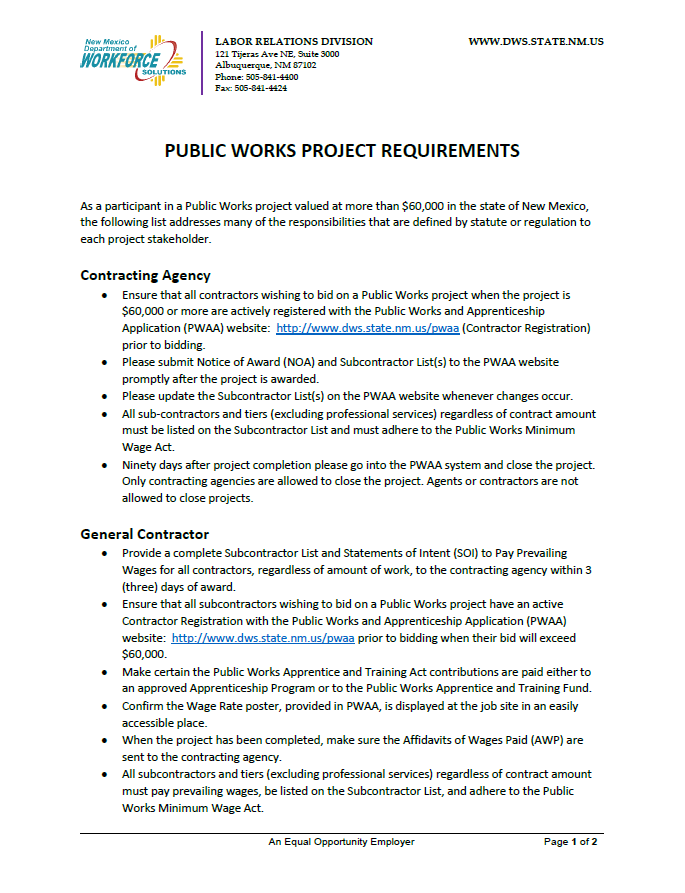 New Mexico
Department of
WORKFORCE
SOLUTIONS
LABOR RELATIONS DIVISION
121 Tijeras Ave NE, Suite 3000
Albuquerque, NM 87102
Phone: 505-841-4400
Fax: 505-841-4424
WWW.DWS.STATE.NM.US
PUBLIC WORKS PROJECT REQUIREMENTS
As a participant in a Public Works project valued at more than $60,000 in the state of New Mexico,
the following list addresses many of the responsibilities that are defined by statute or regulation to
each project stakeholder.
Contracting Agency
• Ensure that all contractors wishing to bid on a Public Works project when the project is
$60,000 or more are actively registered with the Public Works and Apprenticeship
Application (PWAA) website: http://www.dws.state.nm.us/pwaa (Contractor Registration)
prior to bidding.
• Please submit Notice of Award (NOA) and Subcontractor List(s) to the PWAA website
promptly after the project is awarded.
• Please update the Subcontractor List(s) on the PWAA website whenever changes occur.
• All sub-contractors and tiers (excluding professional services) regardless of contract amount
must be listed on the Subcontractor List and must adhere to the Public Works Minimum
Wage Act.
• Ninety days after project completion please go into the PWAA system and close the project.
Only contracting agencies are allowed to close the project. Agents or contractors are not
allowed to close projects.
General Contractor
• Provide a complete Subcontractor List and Statements of Intent (SOI) to Pay Prevailing
Wages for all contractors, regardless of amount of work, to the contracting agency within 3
(three) days of award.
• Ensure that all subcontractors wishing to bid on a Public Works project have an active
Contractor Registration with the Public Works and Apprenticeship Application (PWAA)
website: http://www.dws.state.nm.us/pwaa prior to bidding when their bid will exceed
$60,000.
• Make certain the Public Works Apprentice and Training Act contributions are paid either to
an approved Apprenticeship Program or to the Public Works Apprentice and Training Fund.
• Confirm the Wage Rate poster, provided in PWAA, is displayed at the job site in an easily
accessible place.
• When the project has been completed, make sure the Affidavits of Wages Paid (AWP) are
sent to the contracting agency.
• All subcontractors and tiers (excluding professional services) regardless of contract amount
must pay prevailing wages, be listed on the Subcontractor List, and adhere to the Public
Works Minimum Wage Act.
An Equal Opportunity Employer
Page 1 of 2